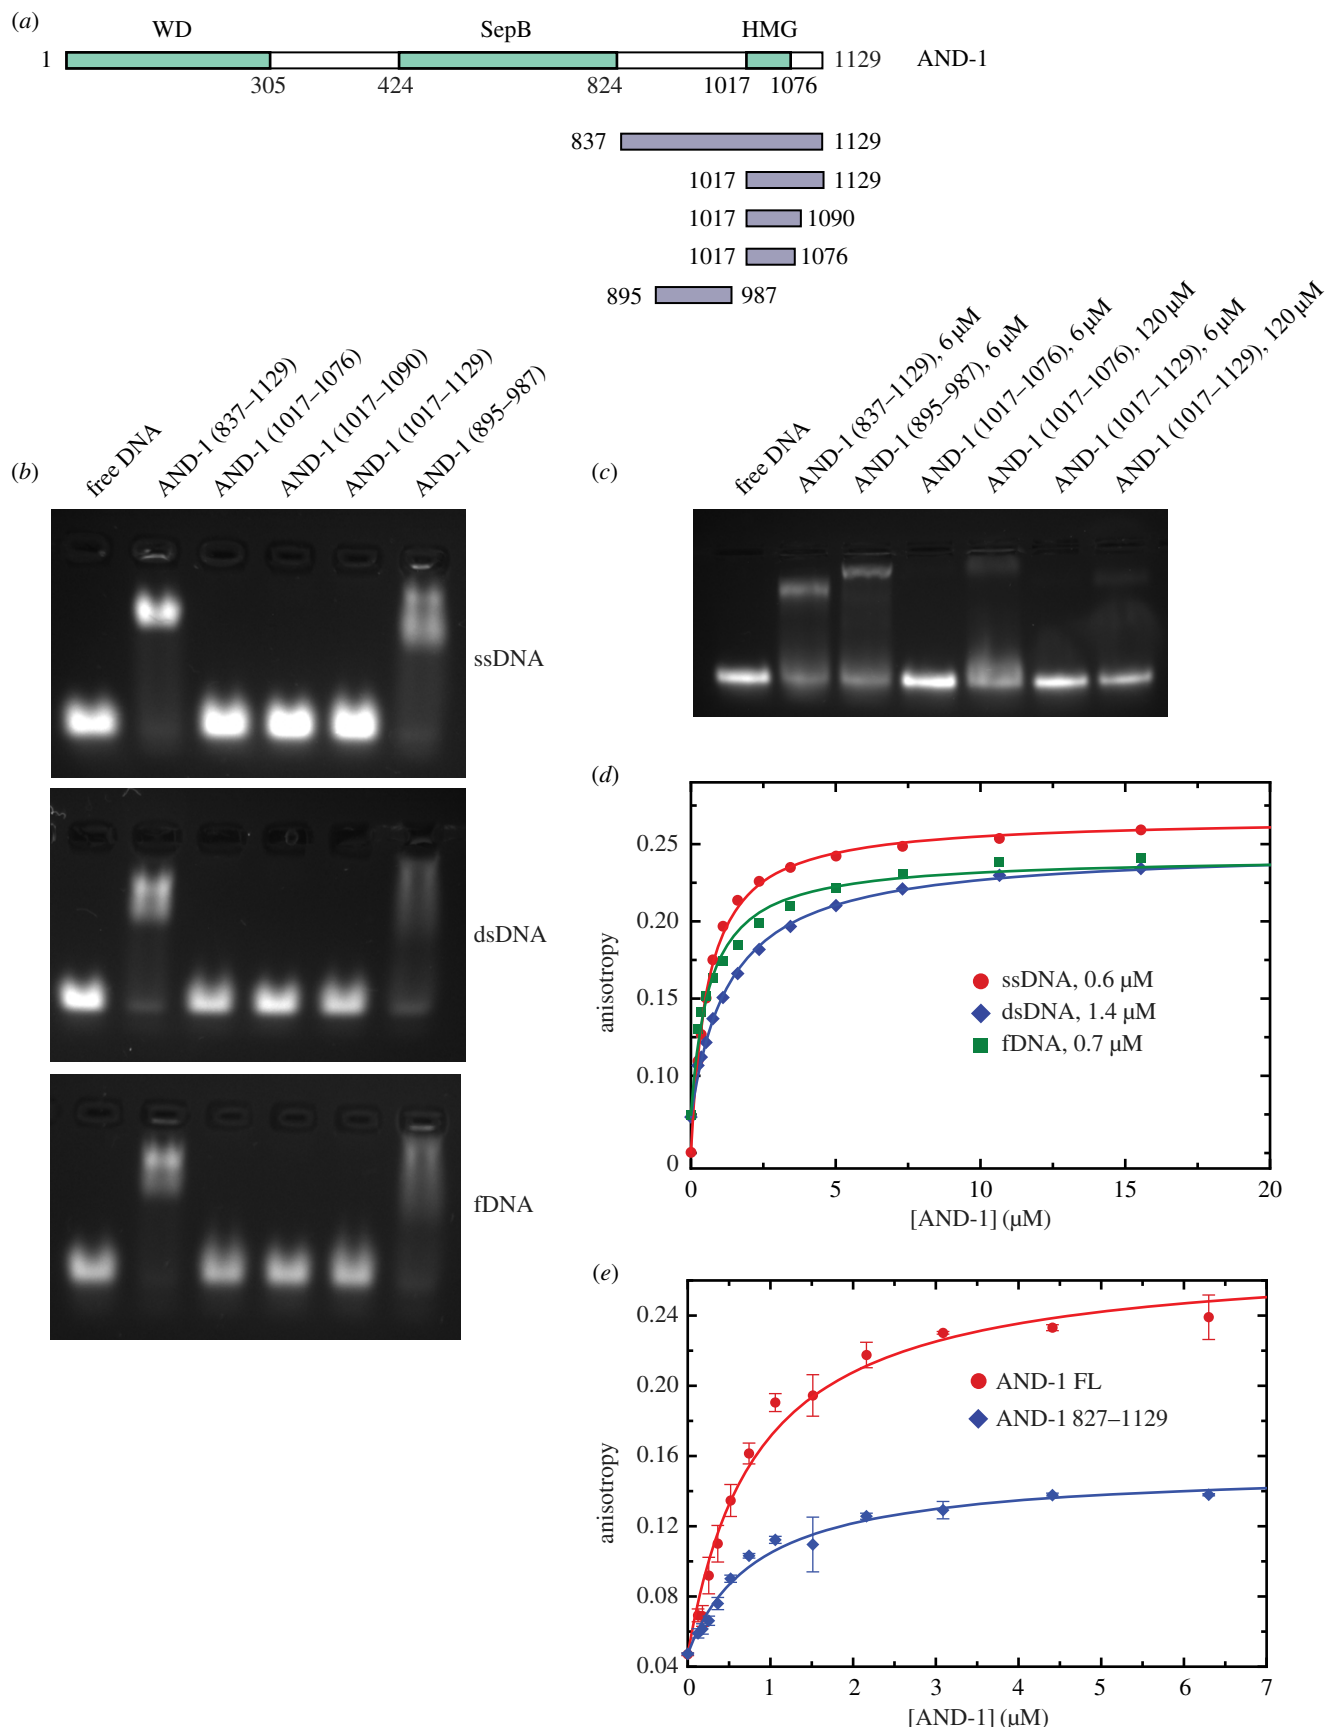 (a)
WD SepB HMG
1 1129 AND-1
305 424 824 1017 1076
837 1129
1017 1129
1017 1090
1017 1076
895 987
(b)
free DNA
AND-1 (837–1129)
AND-1 (1017–1076)
AND-1 (1017–1090)
AND-1 (1017–1129)
AND-1 (895–987)
ssDNA
dsDNA
fDNA
(c)
free DNA
AND-1 (837–1129), 6 µM
AND-1 (895–987), 6 µM
AND-1 (1017–1076), 6 µM
AND-1 (1017–1076), 120 µM
AND-1 (1017–1129), 6 µM
AND-1 (1017–1129), 120 µM
(d)
0.25
0.20
0.15
0.10
0
anisotropy
ssDNA, 0.6 µM
dsDNA, 1.4 µM
fDNA, 0.7 µM
0 5 10 15 20
[AND-1] (µM)
(e)
0.24
0.20
0.16
0.12
0.08
0.04
anisotropy
AND-1 FL
AND-1 827–1129
0 1 2 3 4 5 6 7
[AND-1] (µM)